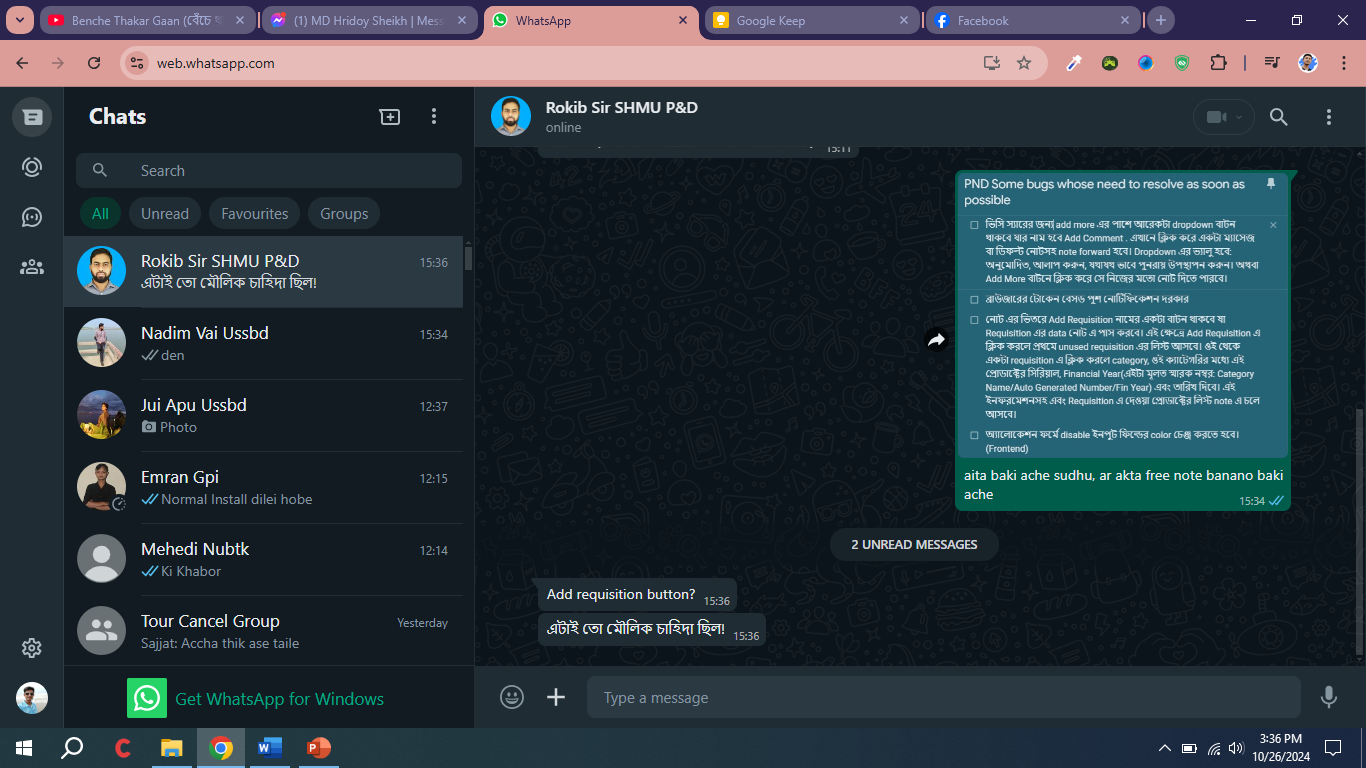 Benche Thakar Gaan (বেঁচে থ
(1) MD Hridoy Sheikh | Mess
WhatsApp
Google Keep
Facebook
web.whatsapp.com
Chats
Search
All
Unread
Favourites
Groups
Rokib Sir SHMU P&D
15:36
এটাই তো মৌলিক চাহিদা ছিল!
Nadim Vai Ussbd
15:34
den
Jui Apu Ussbd
12:37
Photo
Emran Gpi
12:15
Normal Install dilei hobe
Mehedi Nubtk
12:14
Ki Khabor
Tour Cancel Group
Yesterday
Sajjat: Accha thik ase taile
Get WhatsApp for Windows
Rokib Sir SHMU P&D
online
15:11
PND Some bugs whose need to resolve as soon as
possible
ভিসি স্যারের জন্য add more এর পাশে আরেকটা dropdown বাটন
থাকবে যার নাম হবে Add Comment . এখানে ক্লিক করে একটা ম্যাসেজ
বা ডিফল্ট নোটসহ note forward হবে। Dropdown এর ভ্যালু হবে:
অনুমোদিত, আলাপ করুন, যথাযথ ভাবে পুনরায় উপস্থাপন করুন। অথবা
Add More বাটনে ক্লিক করে সে নিজের মতো নোট দিতে পারবে।
ব্রাউজারের টোকেন বেসড পুশ নোটিফিকেশন দরকার
নোট এর ভিতরে Add Requisition নামের একটা বাটন থাকবে যা
Requisition এর data নোট এ পাস করবে। এই ক্ষেত্রে Add Requisition এ
ক্লিক করলে প্রথমে unused requisition এর লিস্ট আসবে। ওই থেকে
একটা requisition এ ক্লিক করলে category, ওই ক্যাটেগরির মধ্যে এই
প্রোডাক্টের সিরিয়াল, Financial Year(এইটা মূলত স্মারক নম্বর: Category
Name/Auto Generated Number/Fin Year) এবং তারিখ দিবে। এই
ইনফরমেশনসহ এবং Requisition এ দেওয়া প্রোডাক্টের লিস্ট note এ চলে
আসবে।
অ্যালোকেশন ফর্মে disable ইনপুট ফিল্ডের color চেঞ্জ করতে হবে।
(Frontend)
aita baki ache sudhu, ar akta free note banano baki
ache
15:34
2 UNREAD MESSAGES
Add requisition button?
15:36
এটাই তো মৌলিক চাহিদা ছিল!
15:36
Type a message
3:36 PM
10/26/2024